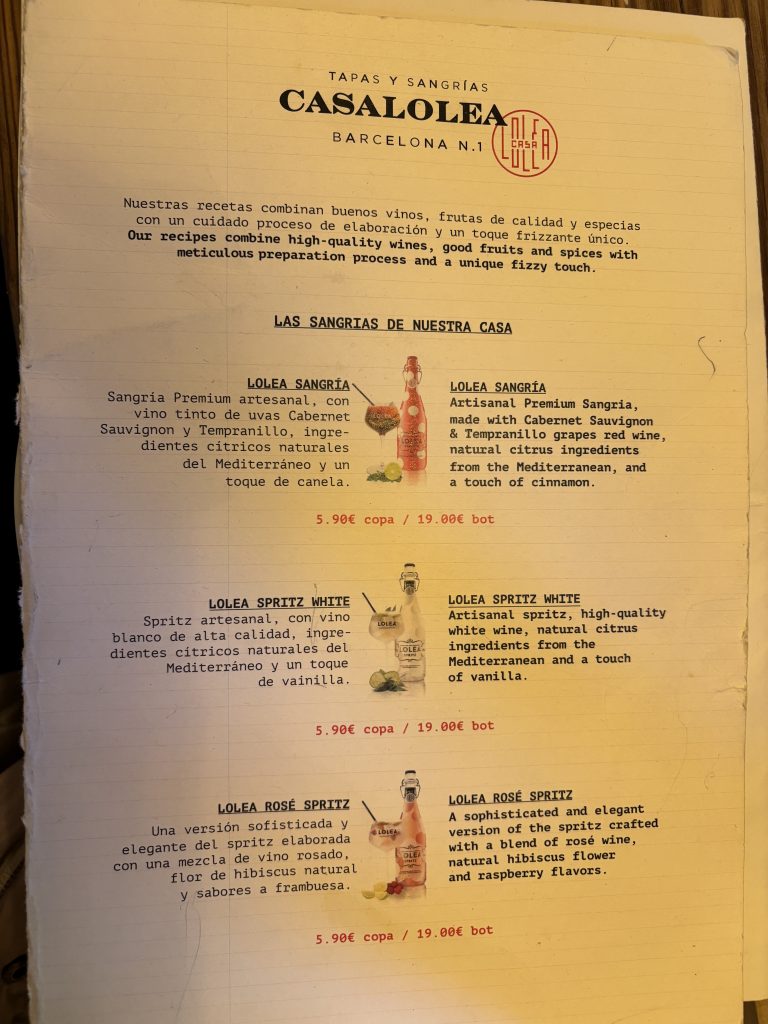 TAPAS Y SANGRÍAS
CASALOLEA
BARCELONA N.1
LOLEA
CASA
Nuestras recetas combinan buenos vinos, frutas de calidad y especias
con un cuidado proceso de elaboración y un toque frizzante único.
Our recipes combine high-quality wines, good fruits and spices with
meticulous preparation process and a unique fizzy touch.
LAS SANGRIAS DE NUESTRA CASA
LOLEA SANGRÍA
Sangría Premium artesanal, con
vino tinto de uvas Cabernet
Sauvignon y Tempranillo, ingre-
dientes cítricos naturales
del Mediterráneo y un
toque de canela.
LOLEA
LOLEA SANGRÍA
Artisanal Premium Sangria,
made with Cabernet Sauvignon
& Tempranillo grapes red wine,
natural citrus ingredients
from the Mediterranean, and
a touch of cinnamon.
5.90€ copa / 19.00€ bot
LOLEA SPRITZ WHITE
Spritz artesanal, con vino
blanco de alta calidad, ingre-
dientes cítricos naturales del
Mediterráneo y un toque
de vainilla.
LOLEA
LOLEA
LOLEA SPRITZ WHITE
Artisanal spritz, high-quality
white wine, natural citrus
ingredients from the
Mediterranean and a touch
of vanilla.
5.90€ copa / 19.00€ bot
LOLEA ROSÉ SPRITZ
Una versión sofisticada y
elegante del spritz elaborada
con una mezcla de vino rosado,
flor de hibiscus natural
y sabores a frambuesa.
LOLEA
LOLEA
LOLEA ROSÉ SPRITZ
A sophisticated and elegant
version of the spritz crafted
with a blend of rosé wine,
natural hibiscus flower
and raspberry flavors.
5.90€ copa / 19.00€ bot